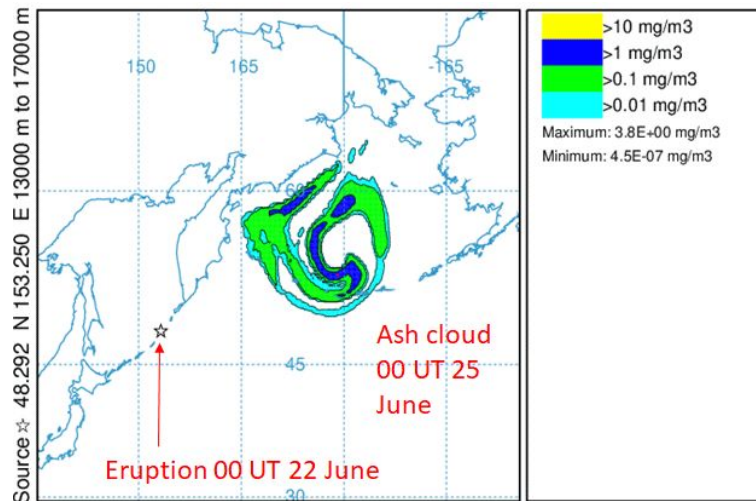 150
165
-165
60
45
30
Source ☆ 48.292 N 153.250 E 13000 m to 17000 m
Ash cloud
00 UT 25
June
Eruption 00 UT 22 June
>10 mg/m3
>1 mg/m3
>0.1 mg/m3
>0.01 mg/m3
Maximum: 3.8E+00 mg/m3
Minimum: 4.5E-07 mg/m3